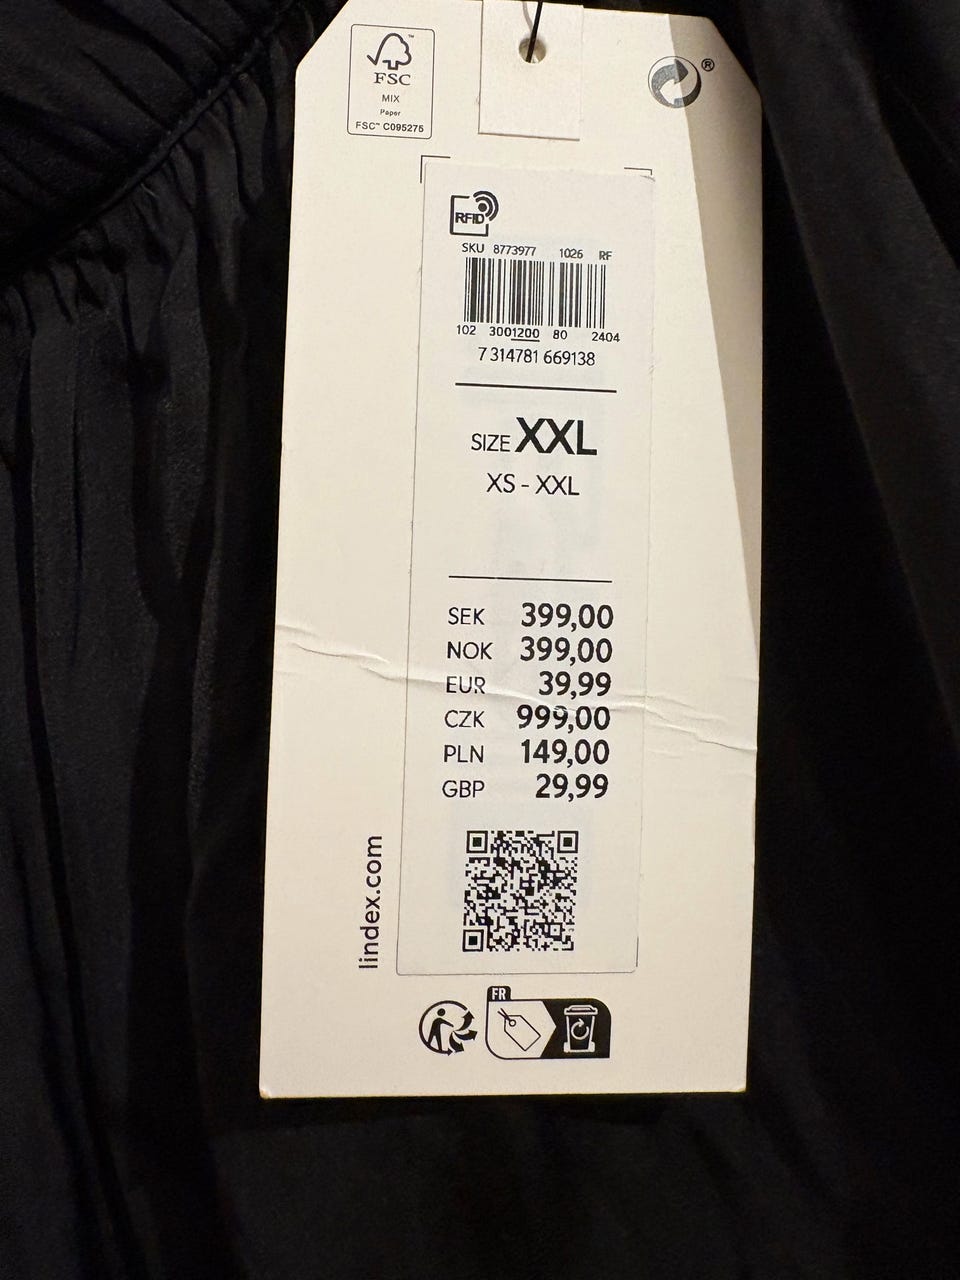 FSC™
MIX
Paper
FSC™ C095275
®
RFID
SKU 8773977 1026 RF
102 3001200 80 2404
7 314781 669138
SIZE XXL
XS - XXL
SEK 399,00
NOK 399,00
EUR 39,99
CZK 999,00
PLN 149,00
GBP 29,99
lindex.com
FR